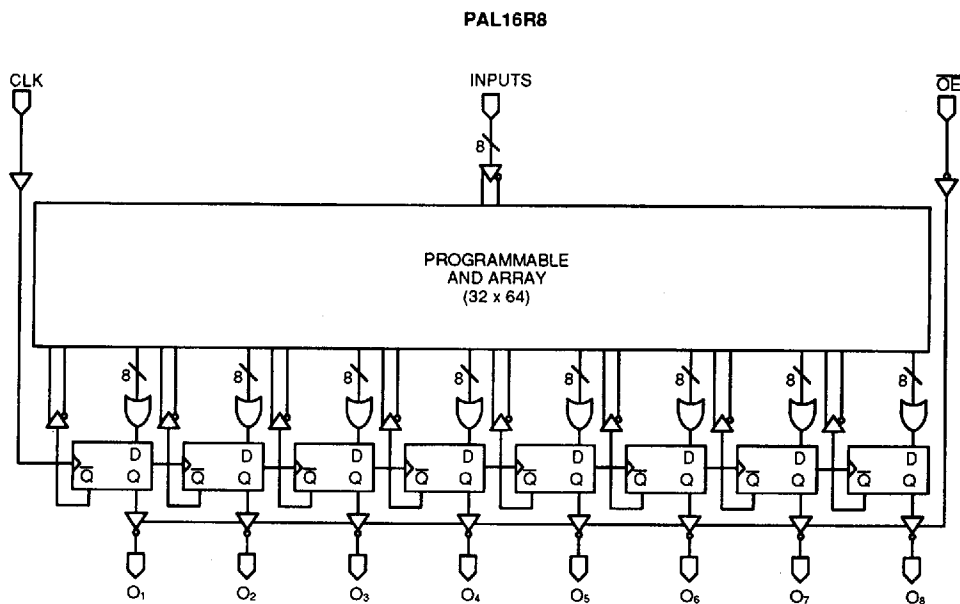 PAL16R8
CLK
INPUTS
O̅E̅
8
PROGRAMMABLE
AND ARRAY
(32 x 64)
8 8 8 8 8 8 8 8
D D D D D D D D
Q̅ Q Q̅ Q Q̅ Q Q̅ Q Q̅ Q Q̅ Q Q̅ Q Q̅ Q
O₁ O₂ O₃ O₄ O₅ O₆ O₇ O₈